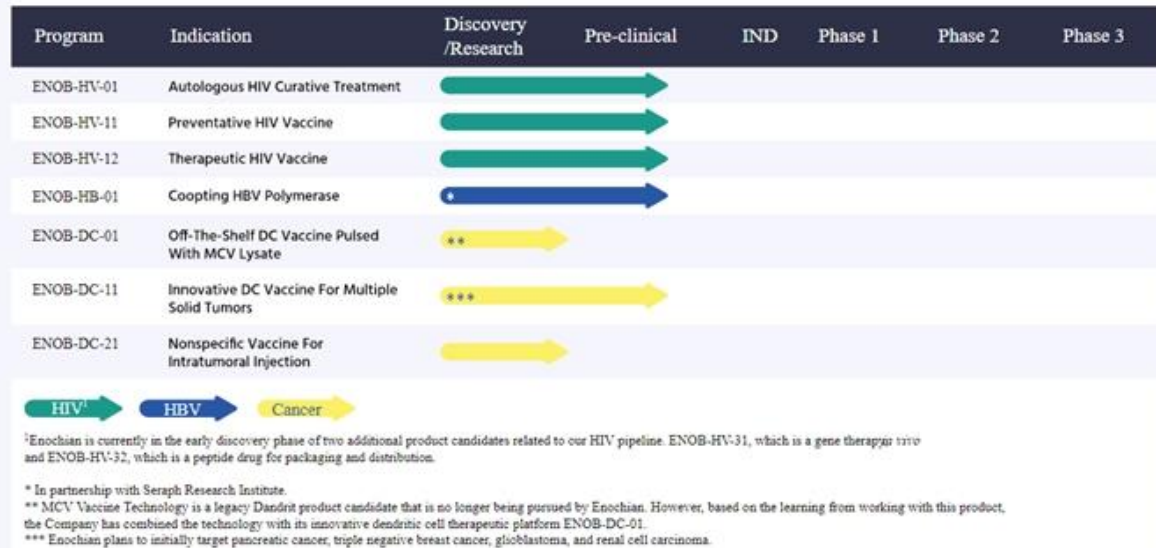 Program Indication Discovery /Research Pre-clinical IND Phase 1 Phase 2 Phase 3
ENOB-HV-01 Autologous HIV Curative Treatment
ENOB-HV-11 Preventative HIV Vaccine
ENOB-HV-12 Therapeutic HIV Vaccine
ENOB-HB-01 Coopting HBV Polymerase *
ENOB-DC-01 Off-The-Shelf DC Vaccine Pulsed **
With MCV Lysate
ENOB-DC-11 Innovative DC Vaccine For Multiple ***
Solid Tumors
ENOB-DC-21 Nonspecific Vaccine For
Intratumoral Injection
HIV¹ HBV Cancer
¹Enochian is currently in the early discovery phase of two additional product candidates related to our HIV pipeline. ENOB-HV-31, which is a gene vivo
and ENOB-HV-32, which is a peptide drug for packaging and distribution.
* In partnership with Seraph Research Institute.
** MCV Vaccine Technology is a legacy Dandrit product candidate that is no longer being pursued by Enochian. However, based on the learning from working with this product,
the Company has combined the technology with its innovative dendritic cell therapeutic platform ENOB-DC-01.
*** Enochian plans to initially target pancreatic cancer, triple negative breast cancer, glioblastoma, and renal cell carcinoma.